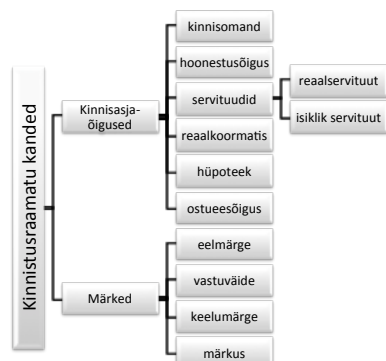 Kinnistusraamatu kanded
Kinnisasja-
õigused
kinnisomand
hoonestusõigus
servituudid
reaalservituut
isiklik servituut
reaalkoormatis
hüpoteek
ostueesõigus
Märked
eelmärge
vastuväide
keelumärge
märkus